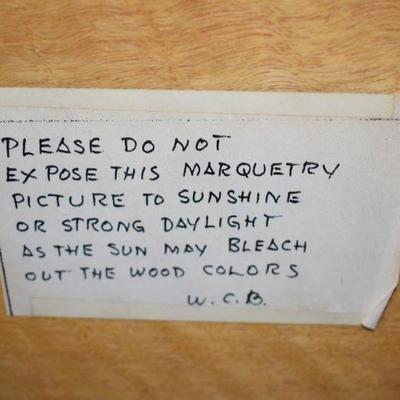 PLEASE DO NOT
EXPOSE THIS MARQUETRY
PICTURE TO SUNSHINE
OR STRONG DAYLIGHT
AS THE SUN MAY BLEACH
OUT THE WOOD COLORS
W.C.B.